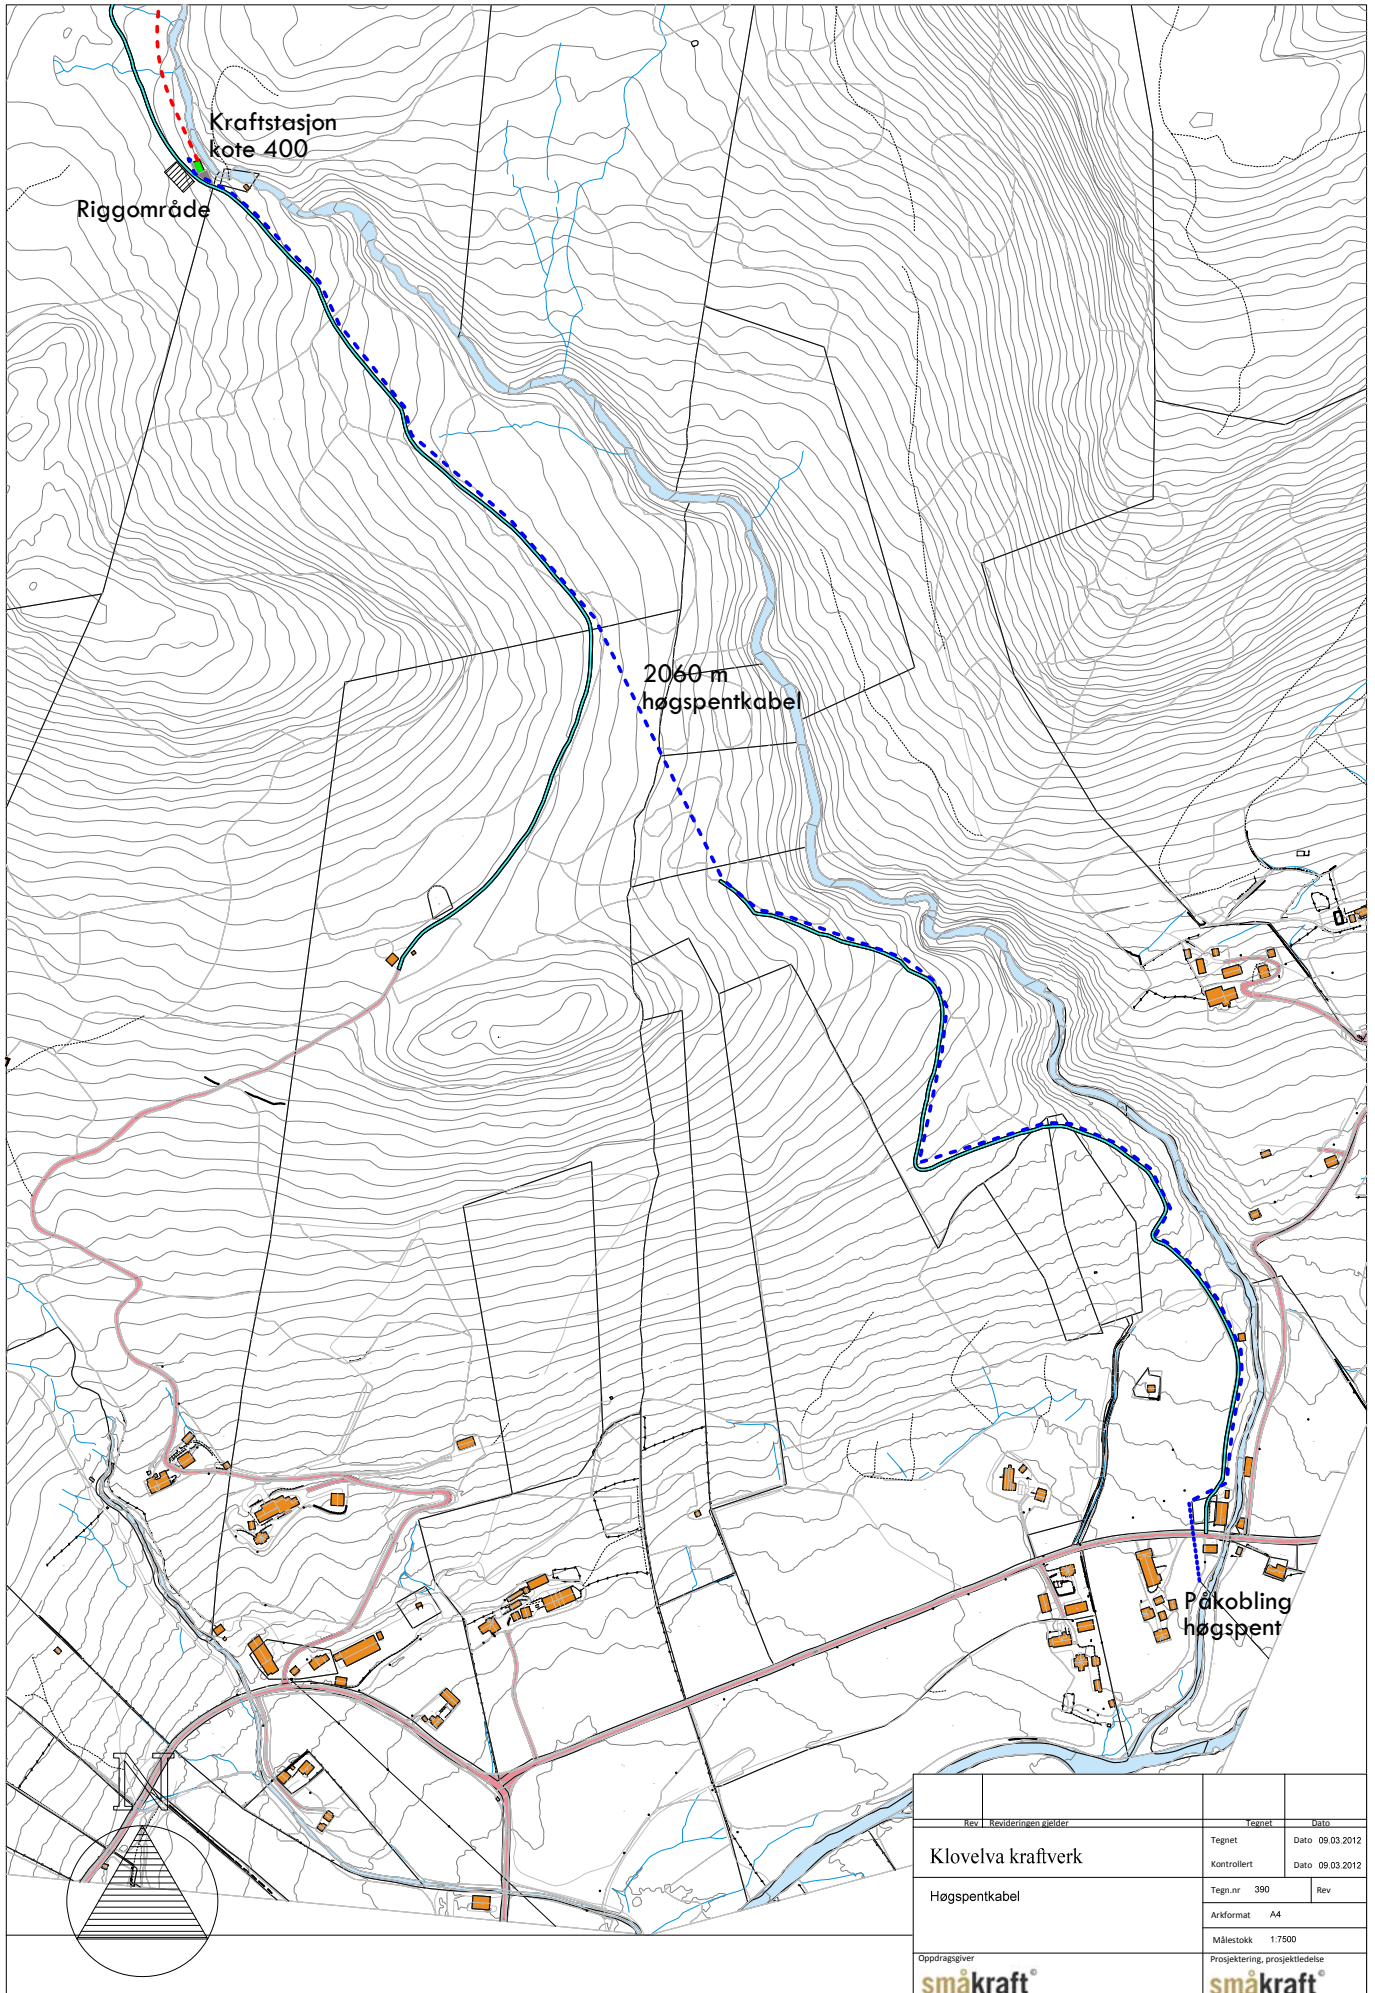 Kraftstasjon
kote 400
Riggområde
2060 m
høgspentkabel
Påkobling
høgspent
N
Rev
Revideringen gjelder
Tegnet
Dato
Klovelva kraftverk
Tegnet
Dato 09.03.2012
Kontrollert
Dato 09.03.2012
Høgspentkabel
Tegn.nr 390
Rev
Arkformat A4
Målestokk 1:7500
Oppdragsgiver
småkraft©
Prosjektering, prosjektledelse
småkraft©